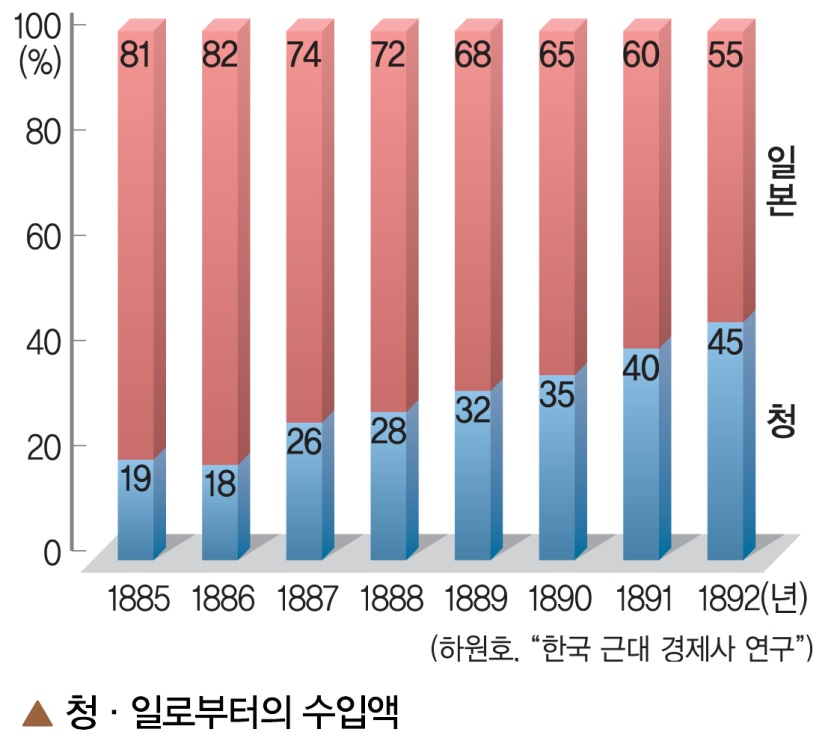 100
(%)
80
60
40
20
0
81 82 74 72 68 65 60 55
19 18 26 28 32 35 40 45
일본
청
1885 1886 1887 1888 1889 1890 1891 1892(년)
(하원호, “한국 근대 경제사 연구”)
▲ 청 · 일로부터의 수입액